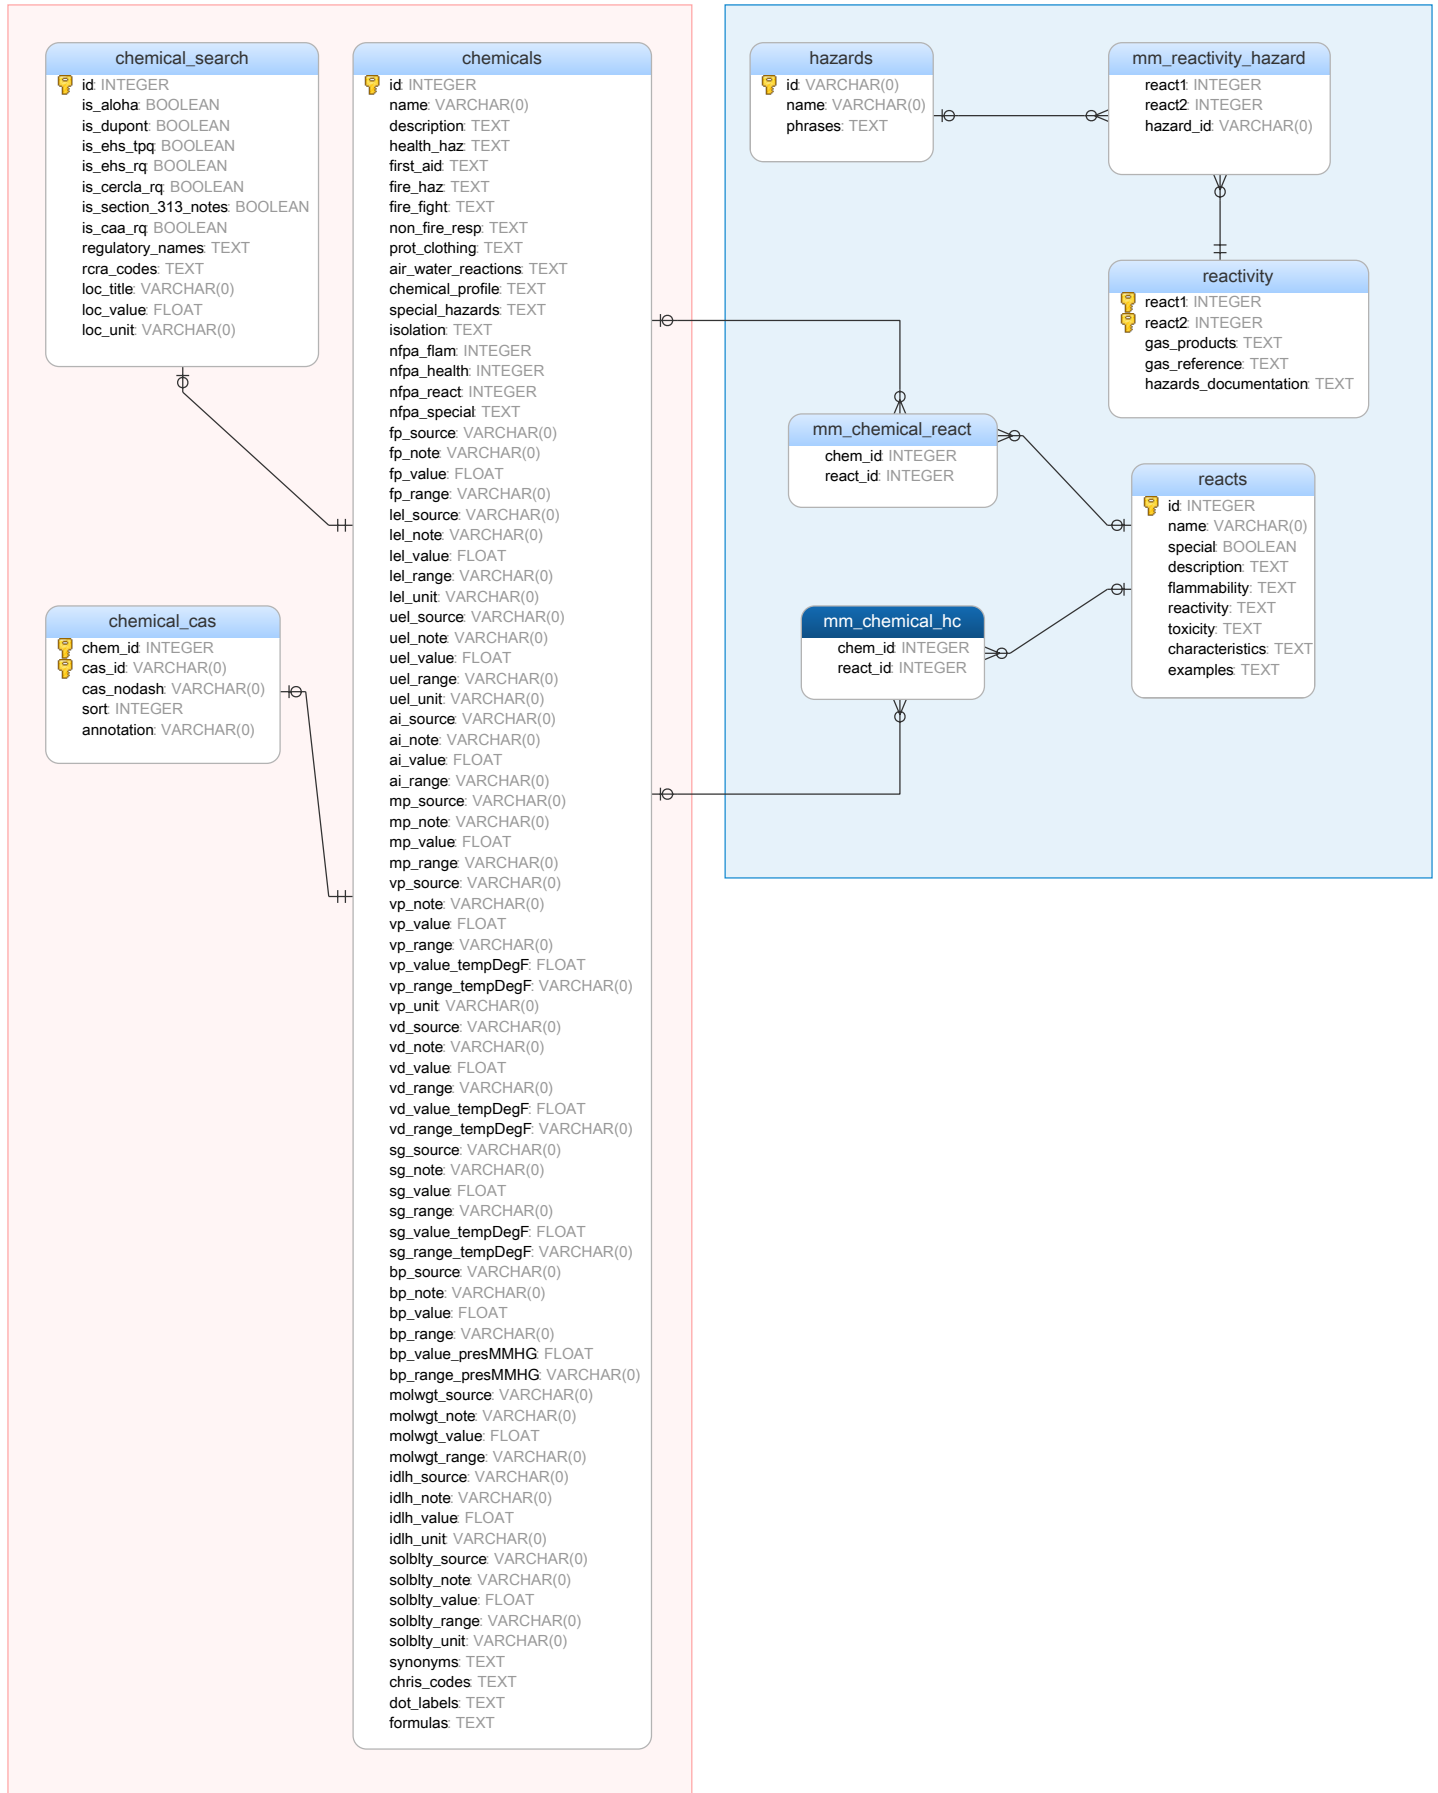 chemical_search
id: INTEGER
is_aloha: BOOLEAN
is_dupont: BOOLEAN
is_ehs_tpq: BOOLEAN
is_ehs_rq: BOOLEAN
is_cercla_rq: BOOLEAN
is_section_313_notes: BOOLEAN
is_caa_rq: BOOLEAN
regulatory_names: TEXT
rcra_codes: TEXT
loc_title: VARCHAR(0)
loc_value: FLOAT
loc_unit: VARCHAR(0)
chemical_cas
chem_id: INTEGER
cas_id: VARCHAR(0)
cas_nodash: VARCHAR(0)
sort: INTEGER
annotation: VARCHAR(0)
chemicals
id: INTEGER
name: VARCHAR(0)
description: TEXT
health_haz: TEXT
first_aid: TEXT
fire_haz: TEXT
fire_fight: TEXT
non_fire_resp: TEXT
prot_clothing: TEXT
air_water_reactions: TEXT
chemical_profile: TEXT
special_hazards: TEXT
isolation: TEXT
nfpa_flam: INTEGER
nfpa_health: INTEGER
nfpa_react: INTEGER
nfpa_special: TEXT
fp_source: VARCHAR(0)
fp_note: VARCHAR(0)
fp_value: FLOAT
fp_range: VARCHAR(0)
lel_source: VARCHAR(0)
lel_note: VARCHAR(0)
lel_value: FLOAT
lel_range: VARCHAR(0)
lel_unit: VARCHAR(0)
uel_source: VARCHAR(0)
uel_note: VARCHAR(0)
uel_value: FLOAT
uel_range: VARCHAR(0)
uel_unit: VARCHAR(0)
ai_source: VARCHAR(0)
ai_note: VARCHAR(0)
ai_value: FLOAT
ai_range: VARCHAR(0)
mp_source: VARCHAR(0)
mp_note: VARCHAR(0)
mp_value: FLOAT
mp_range: VARCHAR(0)
vp_source: VARCHAR(0)
vp_note: VARCHAR(0)
vp_value: FLOAT
vp_range: VARCHAR(0)
vp_value_tempDegF: FLOAT
vp_range_tempDegF: VARCHAR(0)
vp_unit: VARCHAR(0)
vd_source: VARCHAR(0)
vd_note: VARCHAR(0)
vd_value: FLOAT
vd_range: VARCHAR(0)
vd_value_tempDegF: FLOAT
vd_range_tempDegF: VARCHAR(0)
sg_source: VARCHAR(0)
sg_note: VARCHAR(0)
sg_value: FLOAT
sg_range: VARCHAR(0)
sg_value_tempDegF: FLOAT
sg_range_tempDegF: VARCHAR(0)
bp_source: VARCHAR(0)
bp_note: VARCHAR(0)
bp_value: FLOAT
bp_range: VARCHAR(0)
bp_value_presMMHG: FLOAT
bp_range_presMMHG: VARCHAR(0)
molwgt_source: VARCHAR(0)
molwgt_note: VARCHAR(0)
molwgt_value: FLOAT
molwgt_range: VARCHAR(0)
idlh_source: VARCHAR(0)
idlh_note: VARCHAR(0)
idlh_value: FLOAT
idlh_unit: VARCHAR(0)
solblty_source: VARCHAR(0)
solblty_note: VARCHAR(0)
solblty_value: FLOAT
solblty_range: VARCHAR(0)
solblty_unit: VARCHAR(0)
synonyms: TEXT
chris_codes: TEXT
dot_labels: TEXT
formulas: TEXT
hazards
id: VARCHAR(0)
name: VARCHAR(0)
phrases: TEXT
mm_reactivity_hazard
react1: INTEGER
react2: INTEGER
hazard_id: VARCHAR(0)
reactivity
react1: INTEGER
react2: INTEGER
gas_products: TEXT
gas_reference: TEXT
hazards_documentation: TEXT
mm_chemical_react
chem_id: INTEGER
react_id: INTEGER
reacts
id: INTEGER
name: VARCHAR(0)
special: BOOLEAN
description: TEXT
flammability: TEXT
reactivity: TEXT
toxicity: TEXT
characteristics: TEXT
examples: TEXT
mm_chemical_hc
chem_id: INTEGER
react_id: INTEGER